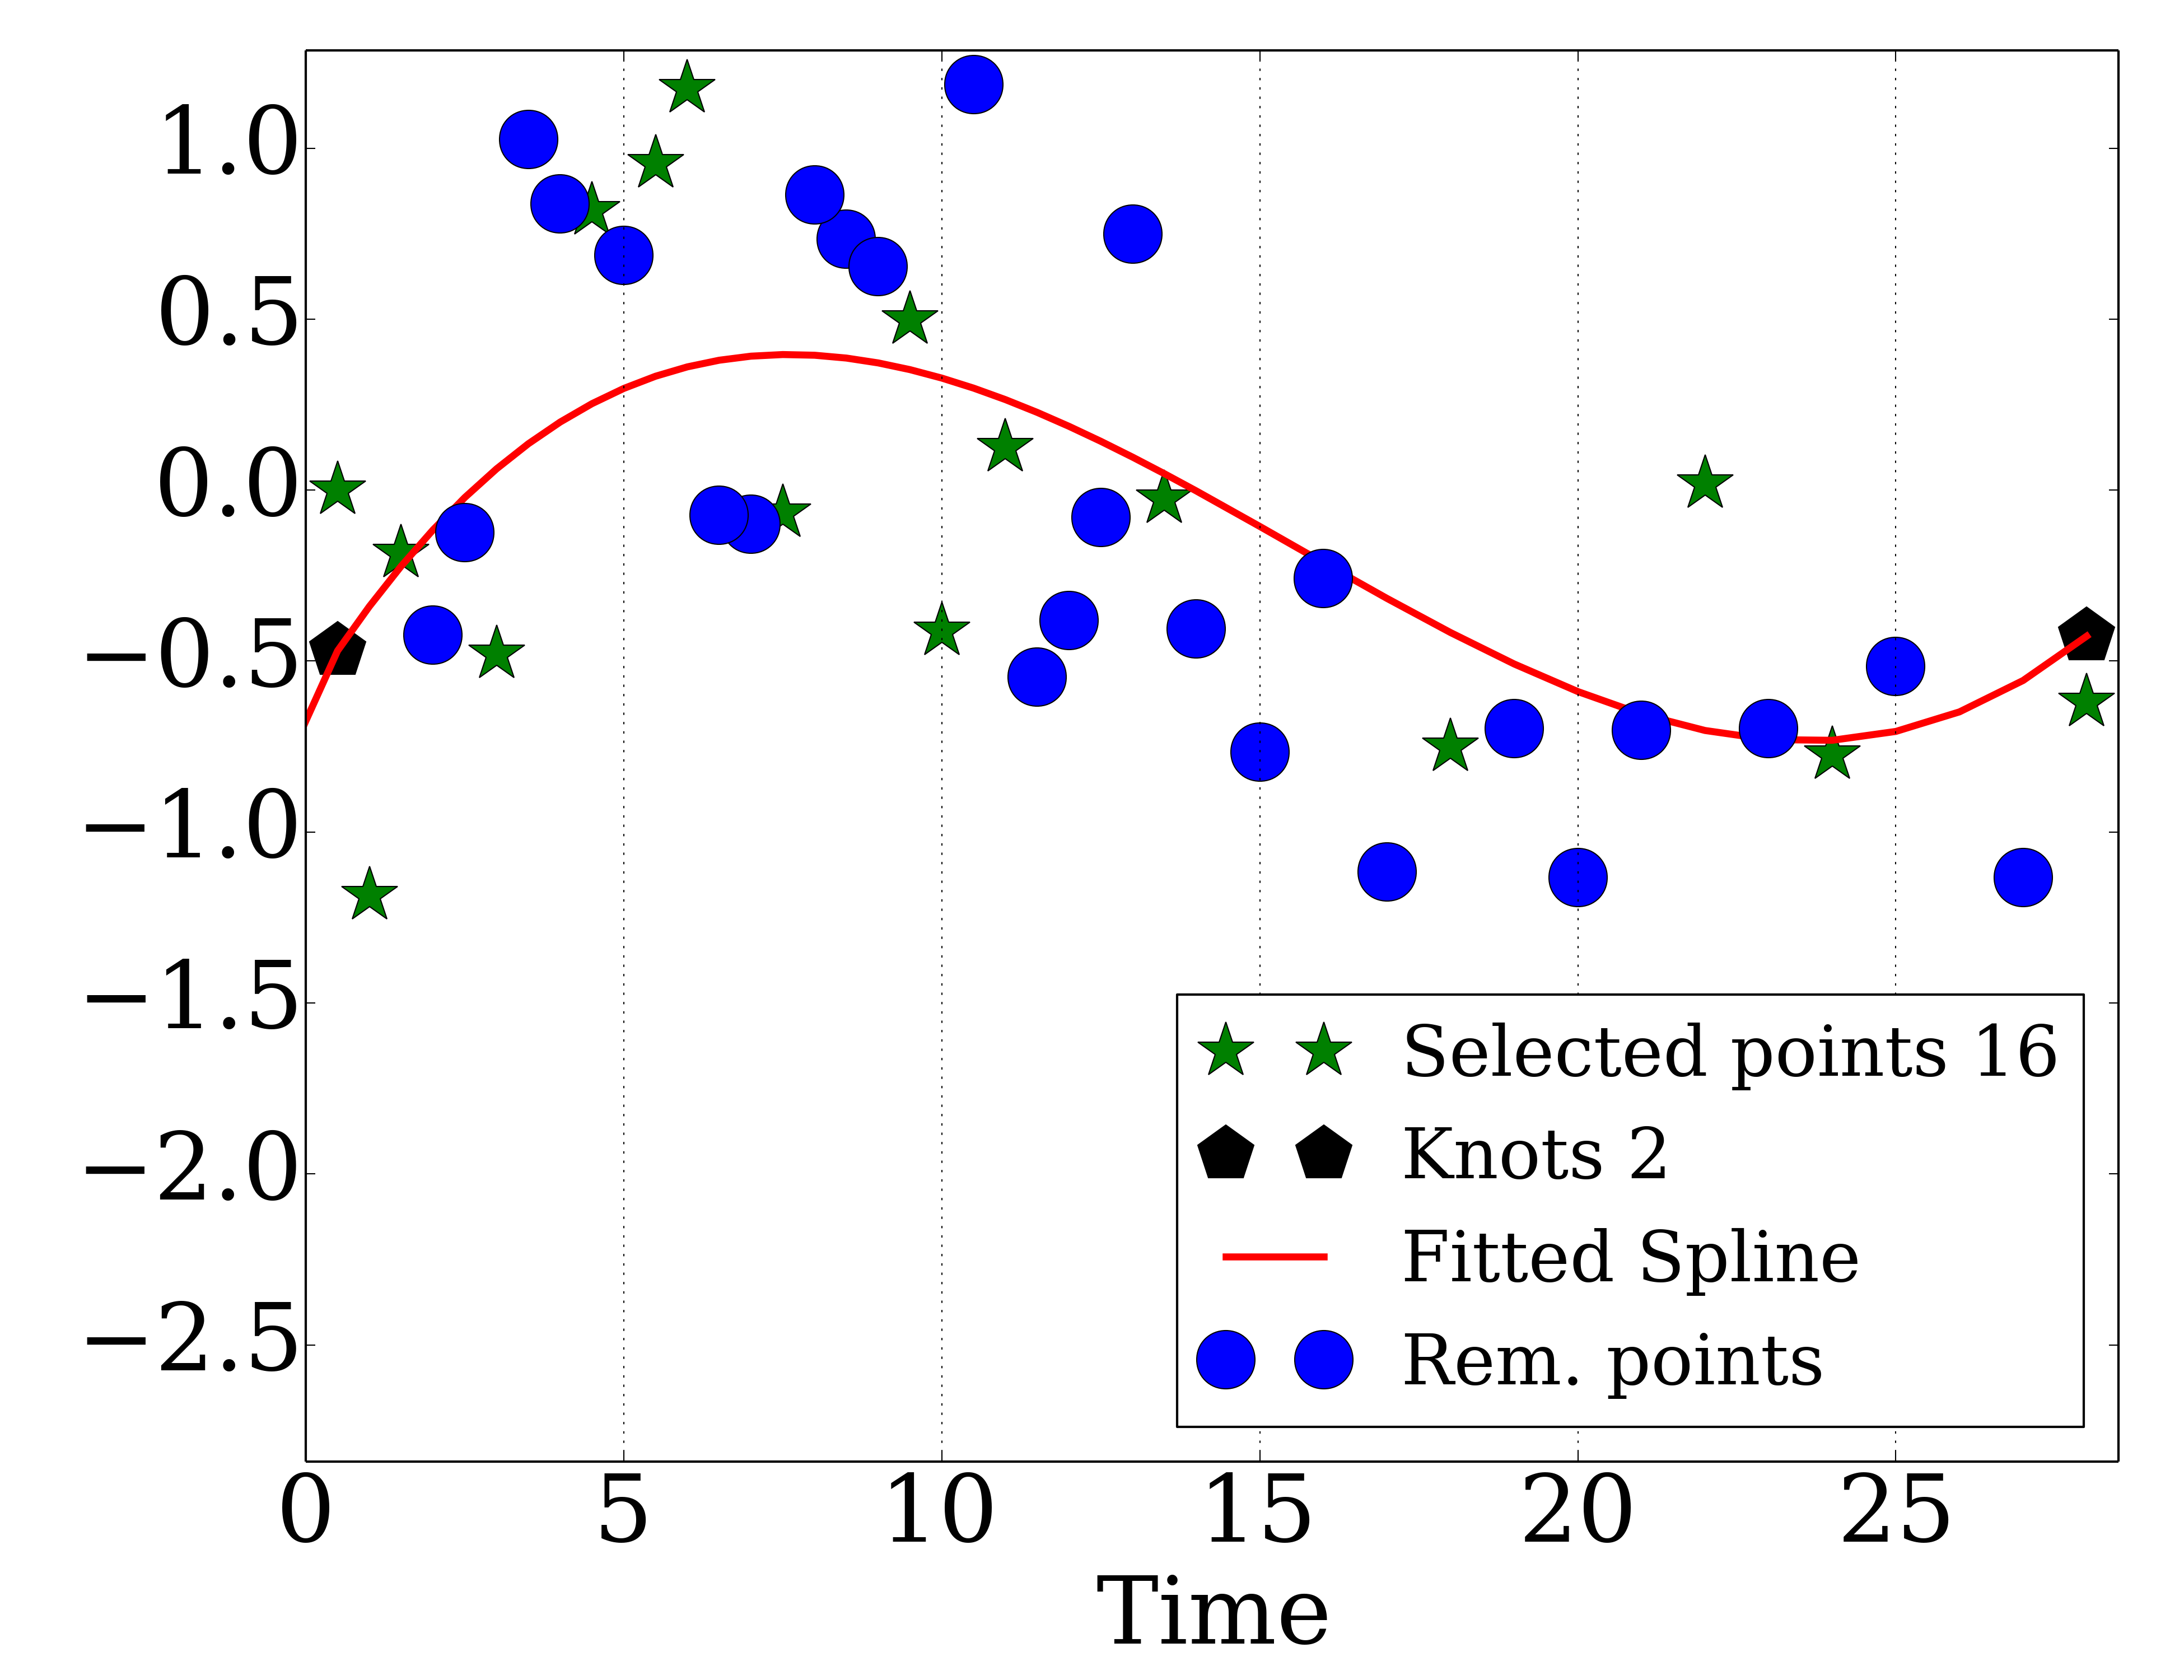 1.0
0.5
0.0
−0.5
−1.0
−1.5
−2.0
−2.5
Selected points 16
Knots 2
Fitted Spline
Rem. points
0 5 10 15 20 25
Time